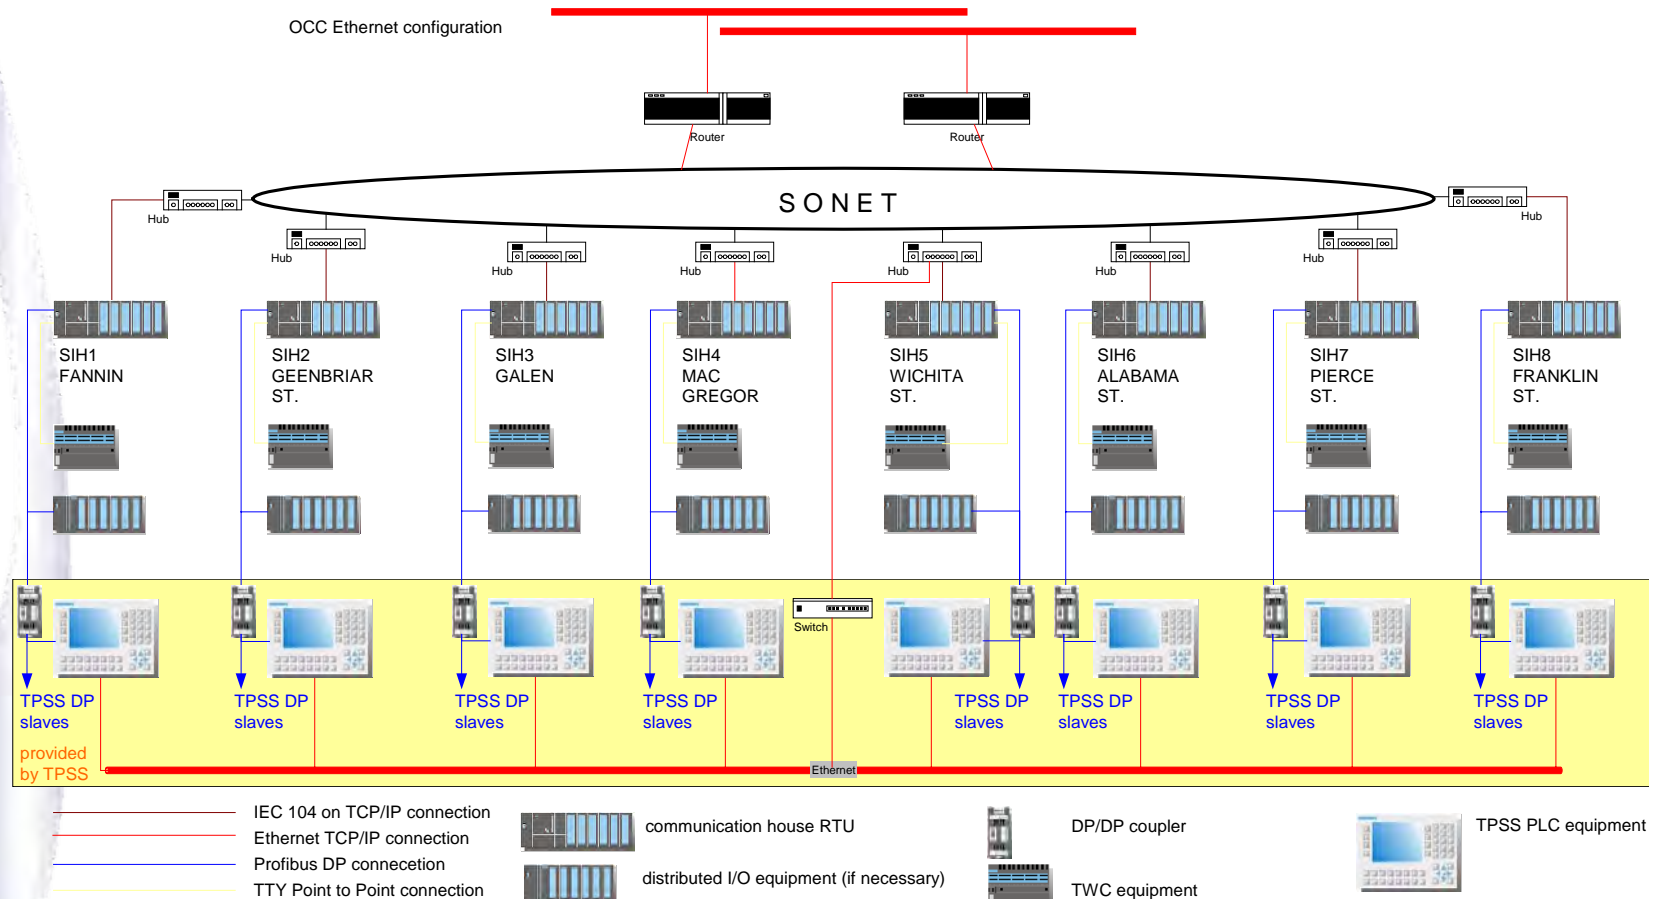 OCC Ethernet configuration
Router
Router
SONET
Hub
Hub
Hub
Hub
Hub
Hub
Hub
Hub
SIH1
FANNIN
SIH2
GEENBRIAR
ST.
SIH3
GALEN
SIH4
MAC
GREGOR
SIH5
WICHITA
ST.
SIH6
ALABAMA
ST.
SIH7
PIERCE
ST.
SIH8
FRANKLIN
ST.
Switch
TPSS DP
slaves
TPSS DP
slaves
TPSS DP
slaves
TPSS DP
slaves
TPSS DP
slaves
TPSS DP
slaves
TPSS DP
slaves
TPSS DP
slaves
provided
by TPSS
Ethernet
IEC 104 on TCP/IP connection
Ethernet TCP/IP connection
Profibus DP connecetion
TTY Point to Point connection
communication house RTU
distributed I/O equipment (if necessary)
DP/DP coupler
TWC equipment
TPSS PLC equipment